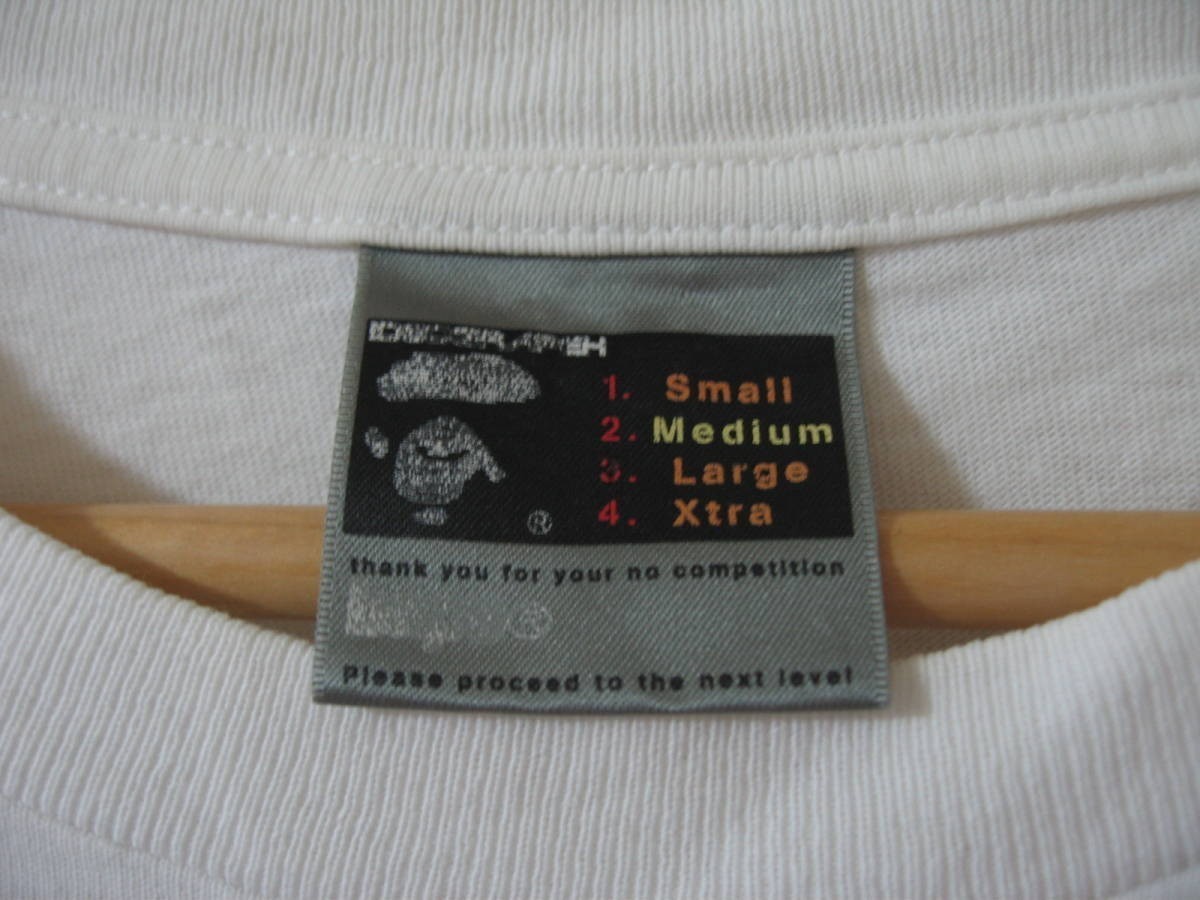 1. Small
2. Medium
3. Large
4. Xtra
®
thank you for your no competition
®
Please proceed to the next level